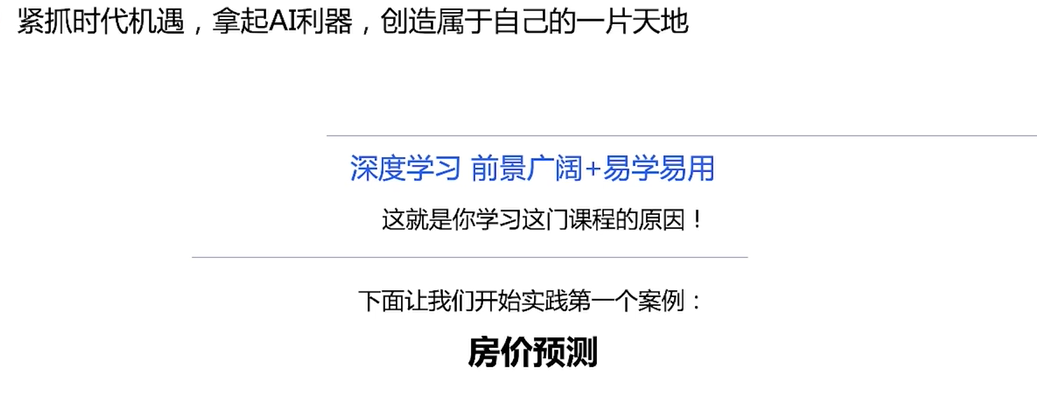 紧抓时代机遇，拿起AI利器，创造属于自己的一片天地
深度学习 前景广阔+易学易用
这就是你学习这门课程的原因！
下面让我们开始实践第一个案例：
房价预测